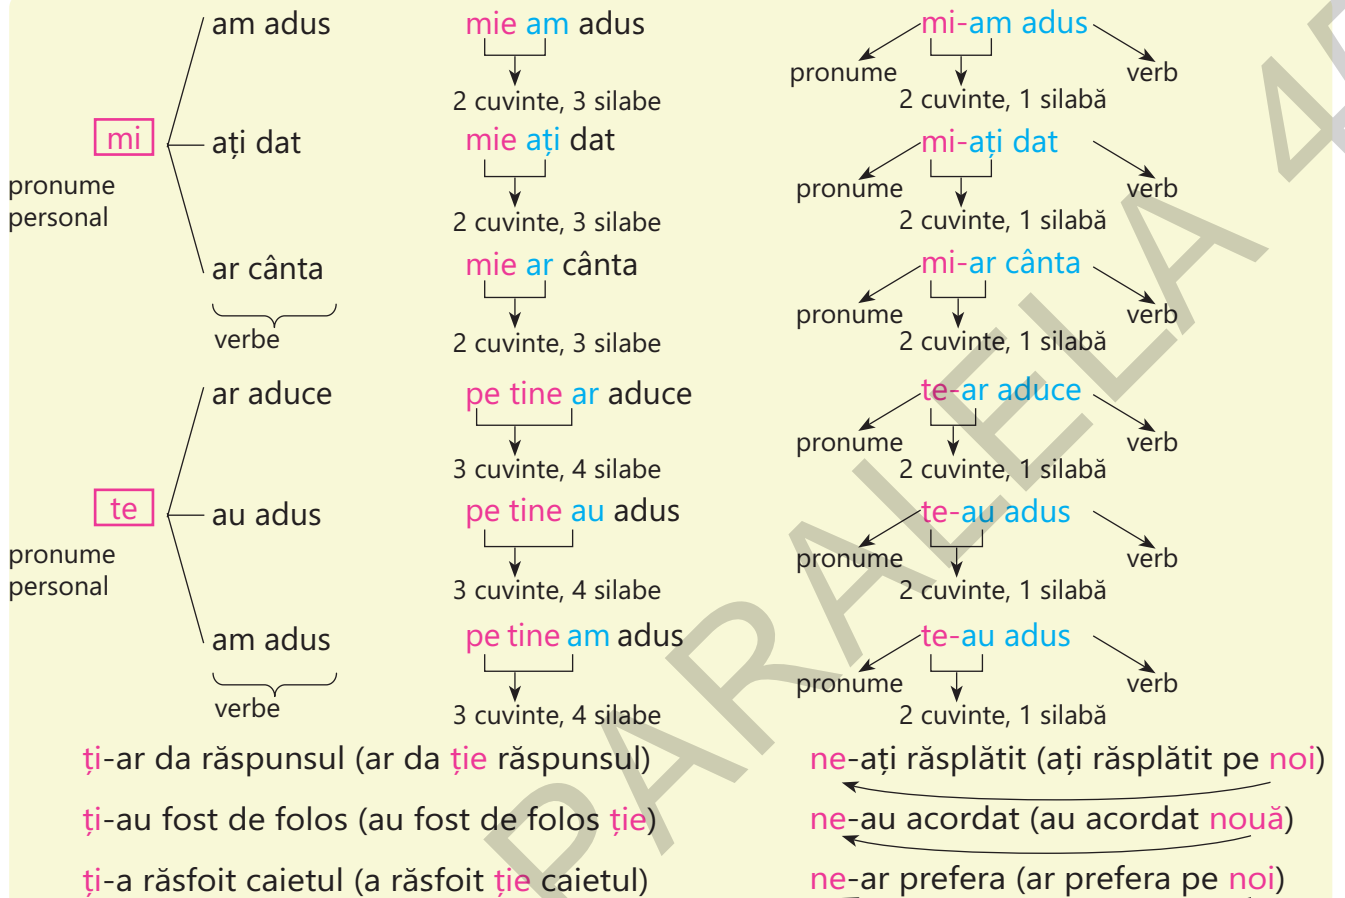 am adus mie am adus mi-am adus
pronume verb
2 cuvinte, 3 silabe 2 cuvinte, 1 silabă
mi ați dat mie ați dat mi-ați dat
pronume personal pronume verb
2 cuvinte, 3 silabe 2 cuvinte, 1 silabă
ar cânta mie ar cânta mi-ar cânta
pronume verb
verbe 2 cuvinte, 3 silabe 2 cuvinte, 1 silabă
ar aduce pe tine ar aduce te-ar aduce
pronume verb
3 cuvinte, 4 silabe 2 cuvinte, 1 silabă
te au adus pe tine au adus te-au adus
pronume personal pronume verb
3 cuvinte, 4 silabe 2 cuvinte, 1 silabă
am adus pe tine am adus te-au adus
pronume verb
verbe 3 cuvinte, 4 silabe 2 cuvinte, 1 silabă
ți-ar da răspunsul (ar da ție răspunsul) ne-ați răsplătit (ați răsplătit pe noi)
ți-au fost de folos (au fost de folos ție) ne-au acordat (au acordat nouă)
ți-a răsfoit caietul (a răsfoit ție caietul) ne-ar prefera (ar prefera pe noi)
PARALELA 45